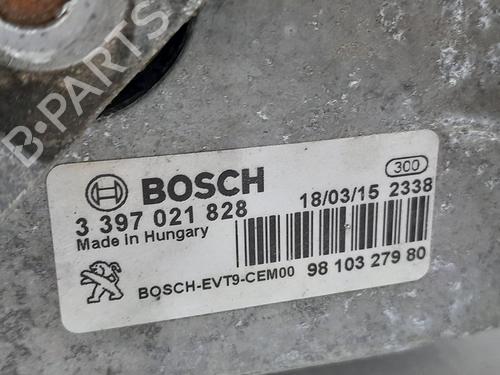 B-PARTS
BOSCH
300
3 397 021 828
18/03/15 2338
Made in Hungary
BOSCH-EVT9-CEM00
98 103 279 80